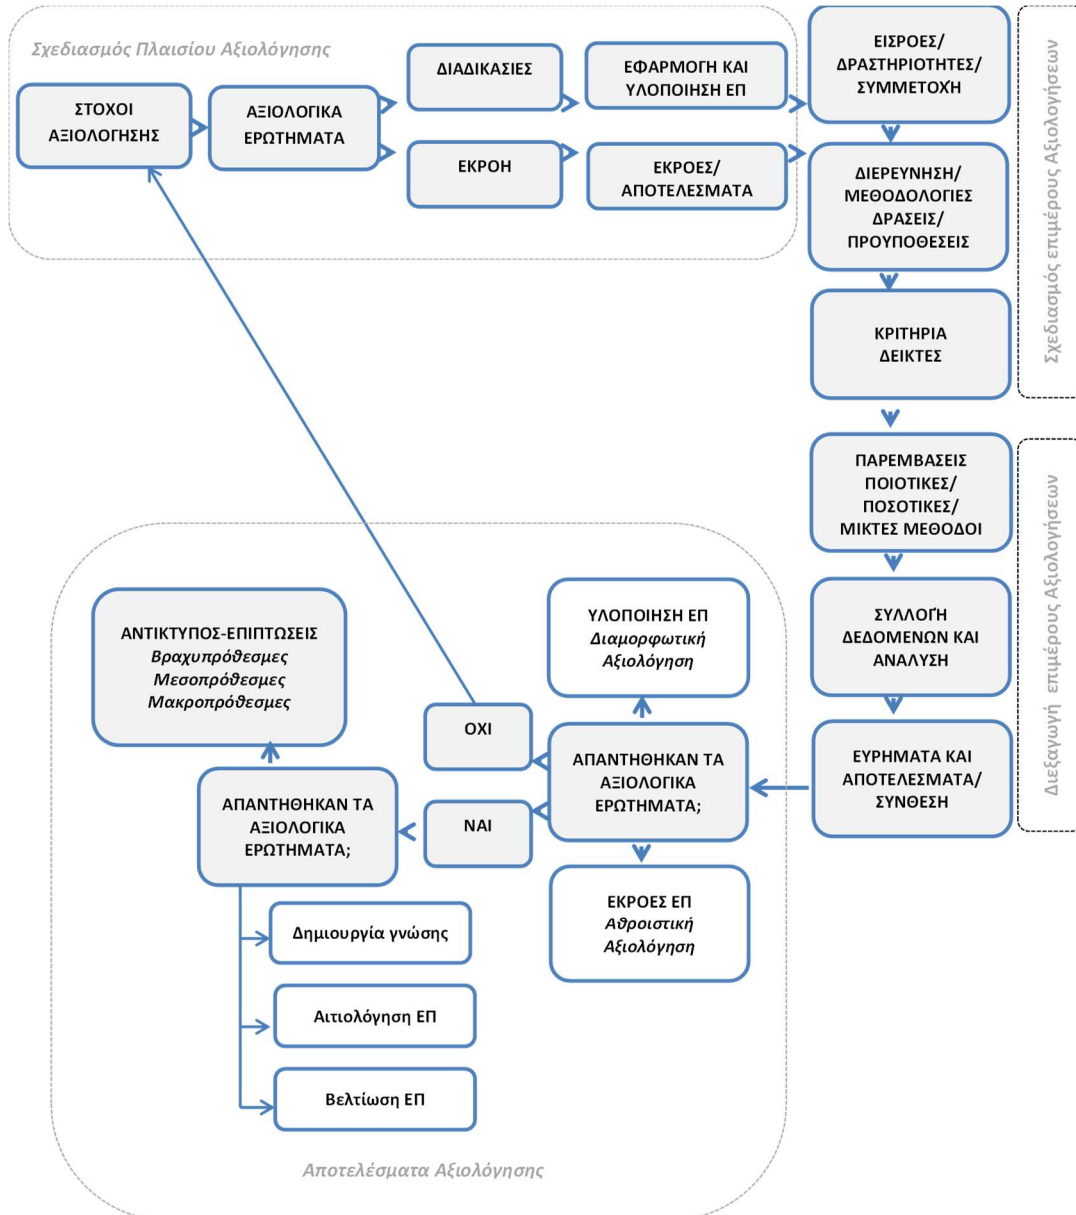 Σχεδιασμός Πλαισίου Αξιολόγησης
ΣΤΟΧΟΙ
ΑΞΙΟΛΟΓΗΣΗΣ
ΑΞΙΟΛΟΓΙΚΑ
ΕΡΩΤΗΜΑΤΑ
ΔΙΑΔΙΚΑΣΙΕΣ
ΕΦΑΡΜΟΓΗ ΚΑΙ
ΥΛΟΠΟΙΗΣΗ ΕΠ
ΕΚΡΟΗ
ΕΚΡΟΕΣ/
ΑΠΟΤΕΛΕΣΜΑΤΑ
ΕΙΣΡΟΕΣ/
ΔΡΑΣΤΗΡΙΟΤΗΤΕΣ/
ΣΥΜΜΕΤΟΧΉ
ΔΙΕΡΕΥΝΗΣΗ/
ΜΕΘΟΔΟΛΟΓΙΕΣ
ΔΡΑΣΕΙΣ/
ΠΡΟΥΠΟΘΕΣΕΙΣ
ΚΡΙΤΗΡΙΑ
ΔΕΙΚΤΕΣ
Σχεδιασμός επιμέρους Αξιολογήσεων
ΠΑΡΕΜΒΑΣΕΙΣ
ΠΟΙΟΤΙΚΕΣ/
ΠΟΣΟΤΙΚΕΣ/
ΜΙΚΤΕΣ ΜΕΘΟΔΟΙ
ΣΥΛΛΟΓΉ
ΔΕΔΟΜΕΝΩΝ ΚΑΙ
ΑΝΑΛΥΣΗ
ΕΥΡΗΜΑΤΑ ΚΑΙ
ΑΠΟΤΕΛΕΣΜΑΤΑ/
ΣΥΝΘΕΣΗ
Διεξαγωγή επιμέρους Αξιολογήσεων
ΥΛΟΠΟΙΗΣΗ ΕΠ
Διαμορφωτική
Αξιολόγηση
ΑΠΑΝΤΗΘΗΚΑΝ ΤΑ
ΑΞΙΟΛΟΓΙΚΑ
ΕΡΩΤΗΜΑΤΑ;
ΕΚΡΟΕΣ ΕΠ
Αθροιστική
Αξιολόγηση
ΟΧΙ
ΝΑΙ
ΑΝΤΙΚΤΥΠΟΣ-ΕΠΙΠΤΩΣΕΙΣ
Βραχυπρόθεσμες
Μεσοπρόθεσμες
Μακροπρόθεσμες
ΑΠΑΝΤΗΘΗΚΑΝ ΤΑ
ΑΞΙΟΛΟΓΙΚΑ
ΕΡΩΤΗΜΑΤΑ;
Δημιουργία γνώσης
Αιτιολόγηση ΕΠ
Βελτίωση ΕΠ
Αποτελέσματα Αξιολόγησης